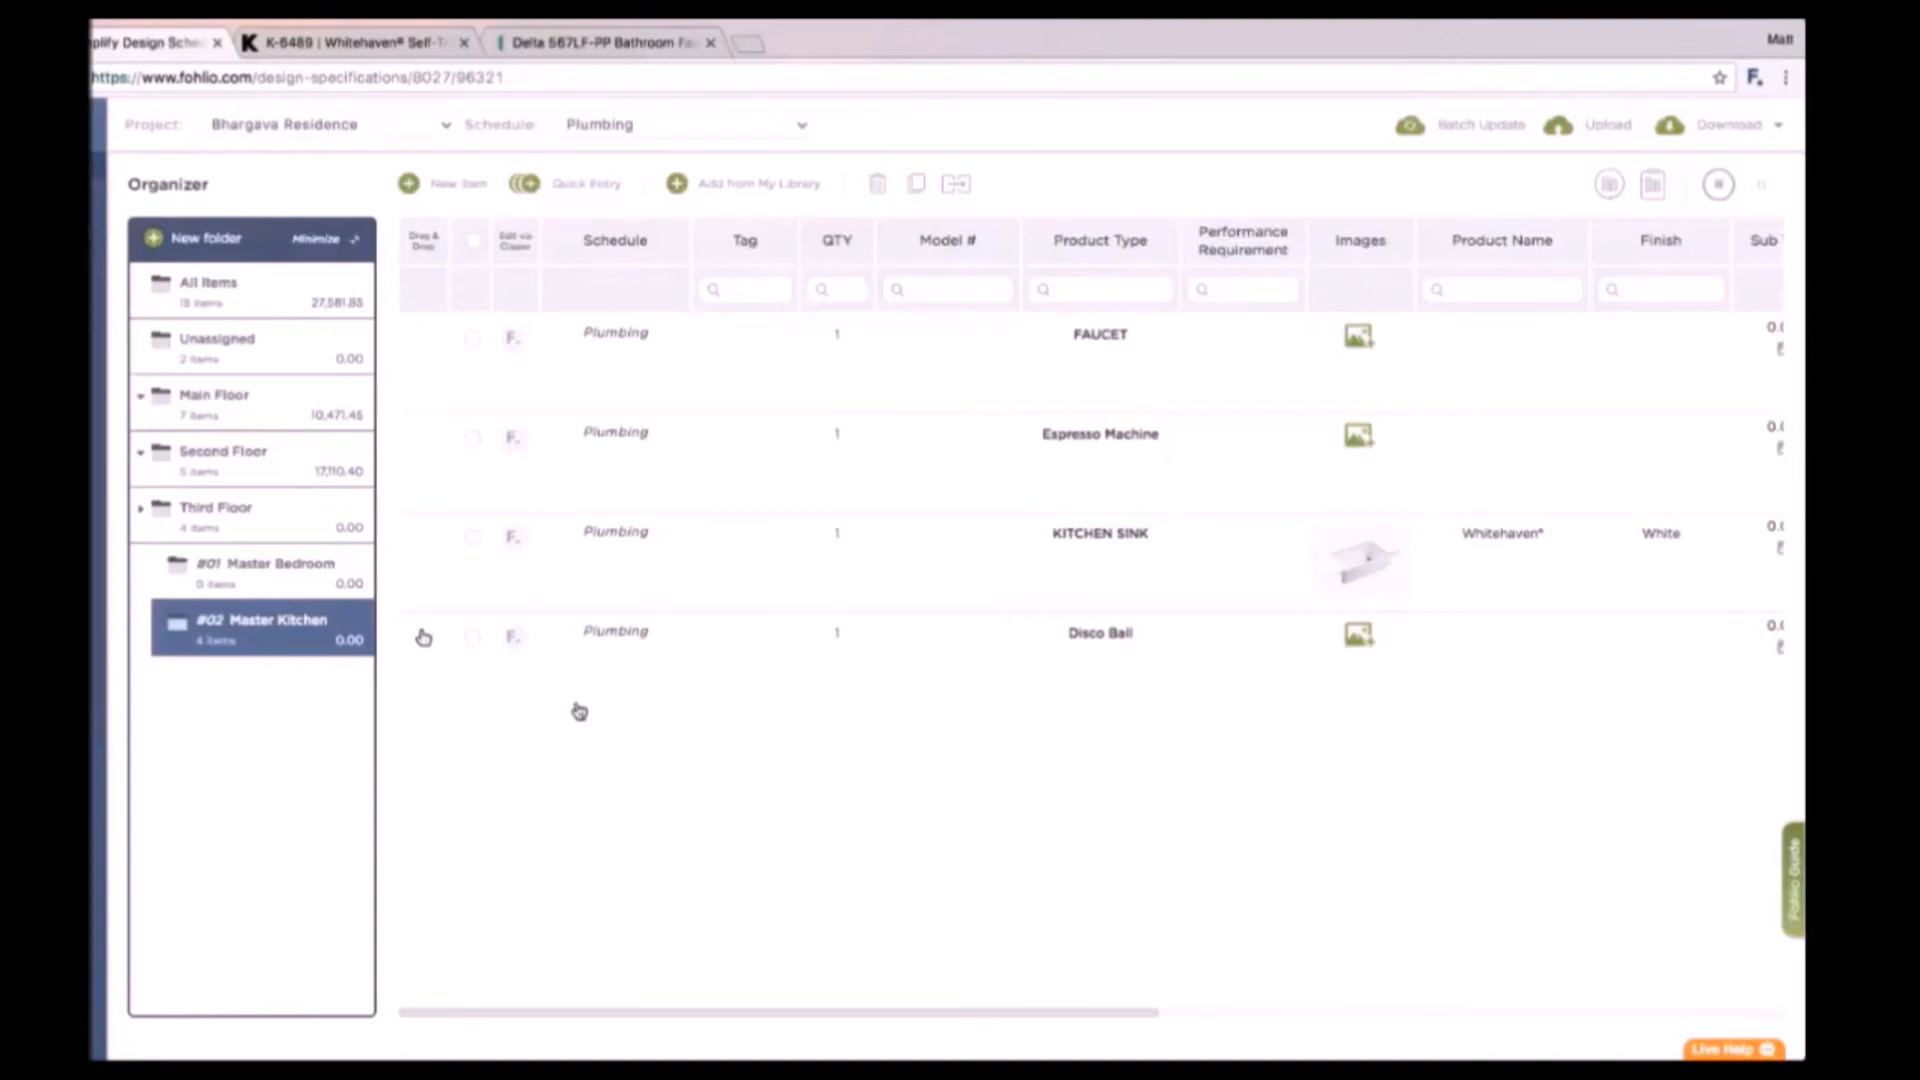 plify Design Sche
K K-6489 | Whitehaven® Self-T
Delta 567LF-PP Bathroom Fa
Matt
https://www.fohlio.com/design-specifications/8027/96321
F.
Project: Bhargava Residence
Schedule: Plumbing
Batch Update
Upload
Download
Organizer
New Item
Quick Entry
Add from My Library
New folder
Minimize
All Items
18 items 27,581.85
Unassigned
2 items 0.00
Main Floor
7 items 10,471.45
Second Floor
5 items 17,110.40
Third Floor
4 items 0.00
#01 Master Bedroom
0 items 0.00
#02 Master Kitchen
4 items 0.00
Drag & Drop
Edit via Clipper
Schedule
Tag
QTY
Model #
Product Type
Performance
Requirement
Images
Product Name
Finish
Sub
F. Plumbing 1 FAUCET 0.0
F. Plumbing 1 Espresso Machine 0.0
F. Plumbing 1 KITCHEN SINK Whitehaven® White 0.0
F. Plumbing 1 Disco Ball 0.0
Fohlio Guide
Live Help